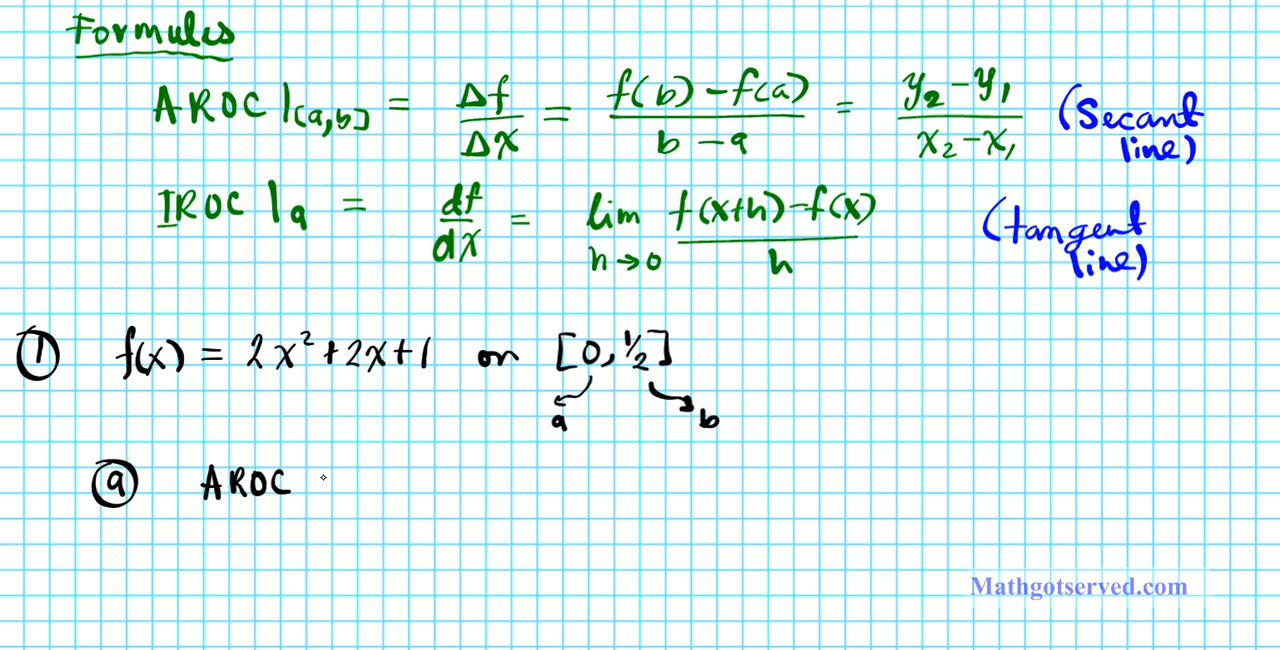 Formules
AROC |[a,b] = Δf/Δx = (f(b) - f(a))/(b - a) = (y₂ - y₁)/(x₂ - x₁) (Secant line)
IROC |a = df/dx = lim h→0 (f(x+h) - f(x))/h (tangent line)
① f(x) = 2x² + 2x + 1 on [0, 1/2]
a b
ⓐ AROC
Mathgotserved.com